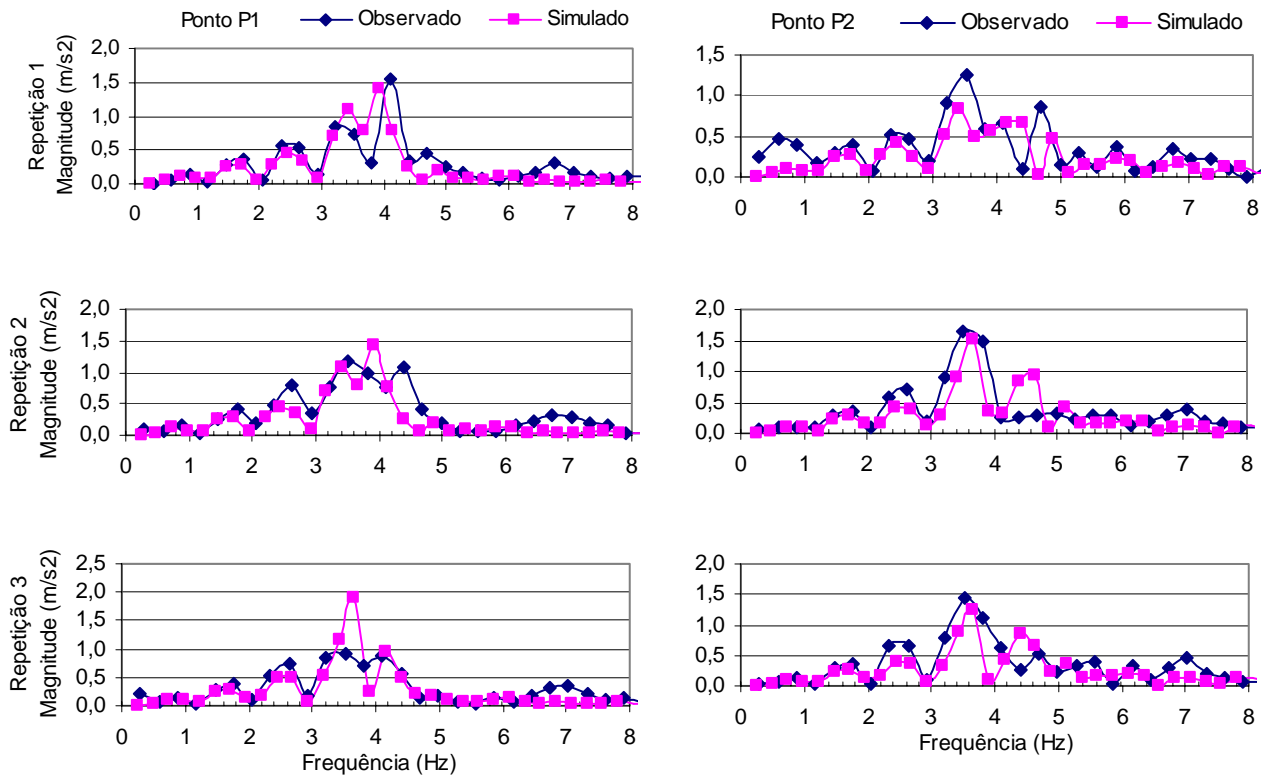 Ponto P1 Observado Simulado
Repetição 1
Magnitude (m/s2)
2,0
1,5
1,0
0,5
0,0
0 1 2 3 4 5 6 7 8
Ponto P2 Observado Simulado
1,5
1,0
0,5
0,0
0 1 2 3 4 5 6 7 8
Repetição 2
Magnitude (m/s2)
2,0
1,5
1,0
0,5
0,0
0 1 2 3 4 5 6 7 8
2,0
1,5
1,0
0,5
0,0
0 1 2 3 4 5 6 7 8
Repetição 3
Magnitude (m/s2)
2,5
2,0
1,5
1,0
0,5
0,0
0 1 2 3 4 5 6 7 8
Frequência (Hz)
2,0
1,5
1,0
0,5
0,0
0 1 2 3 4 5 6 7 8
Frequência (Hz)